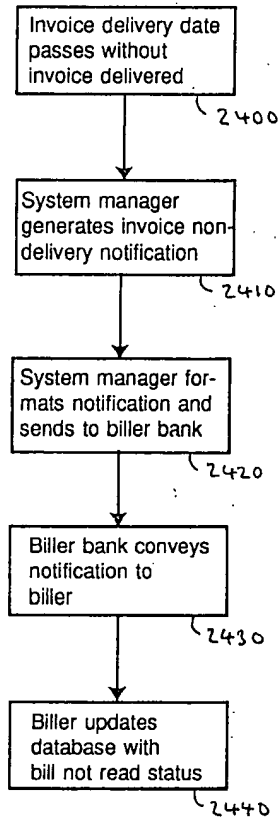 Invoice delivery date
passes without
invoice delivered
2400
System manager
generates invoice non-
delivery notification
2410
System manager for-
mats notification and
sends to biller bank
2420
Biller bank conveys
notification to
biller
2430
Biller updates
database with
bill not read status
2440